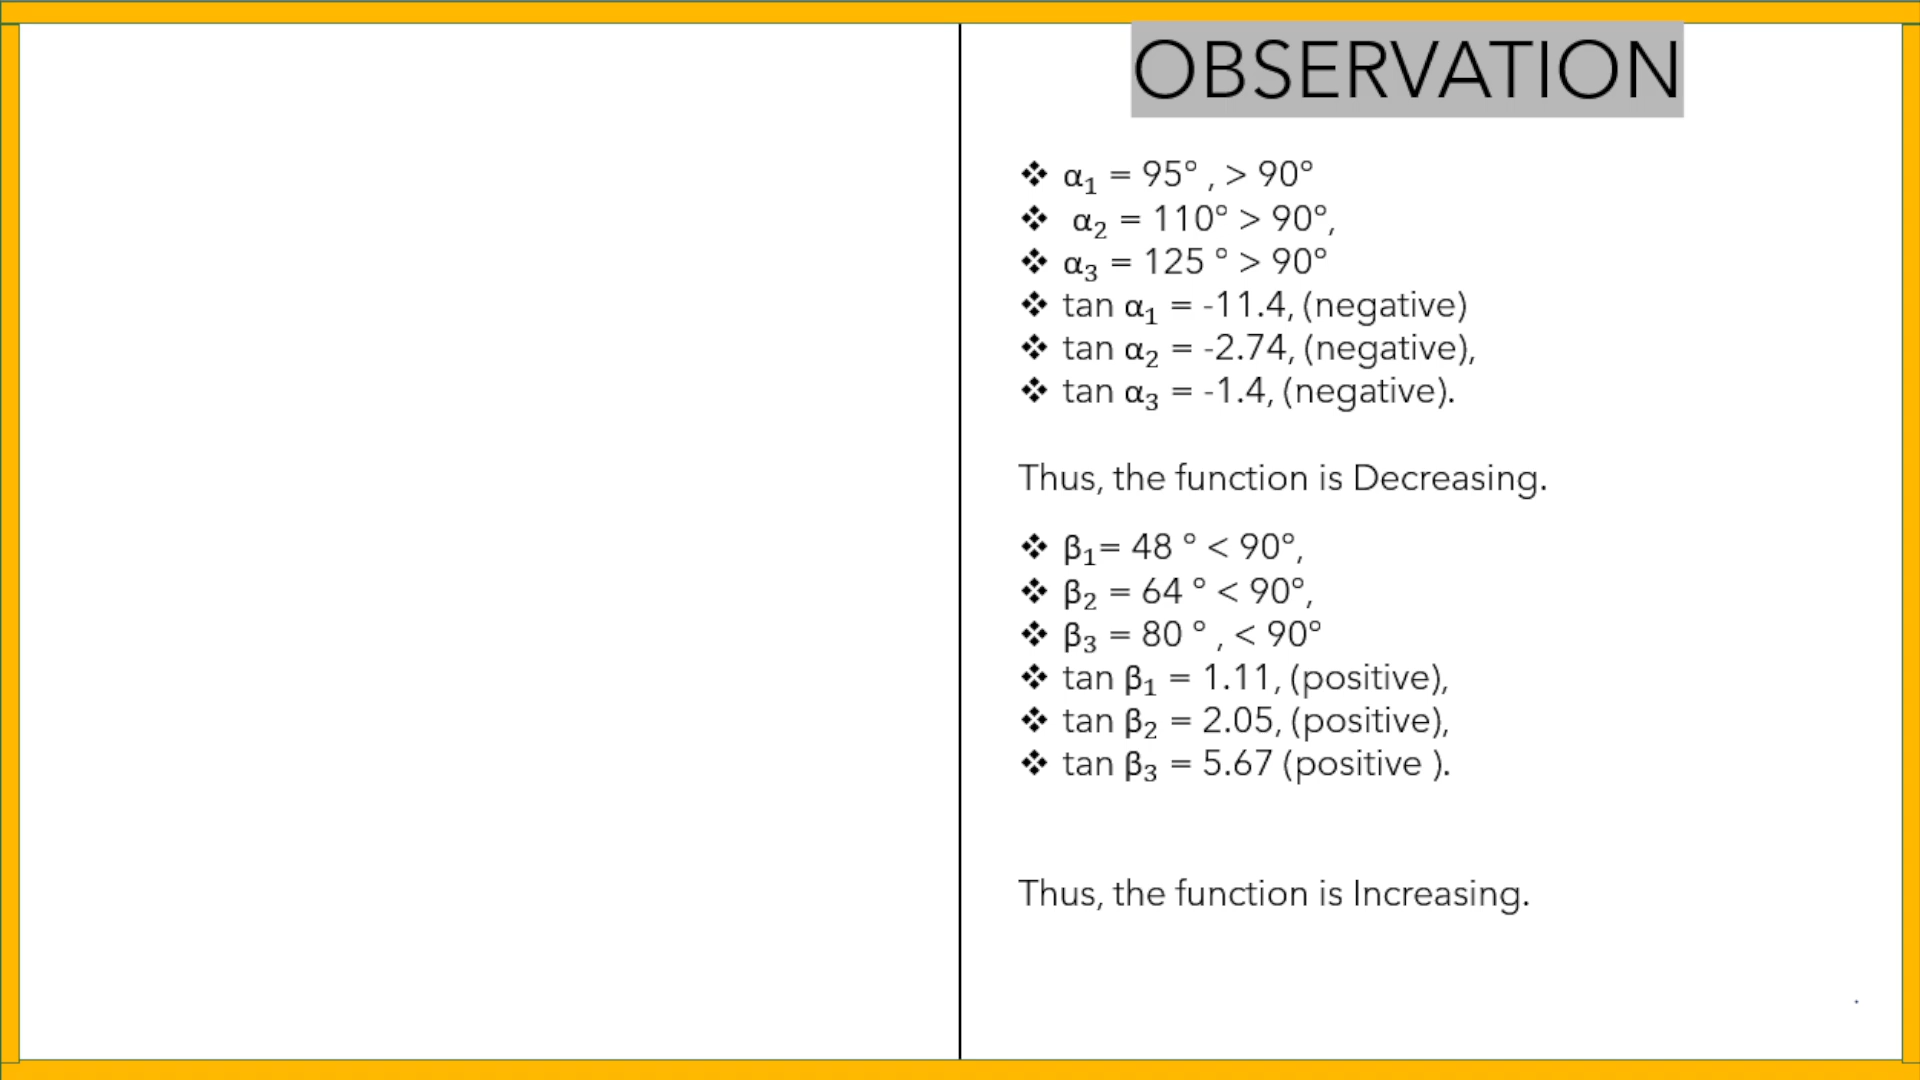 OBSERVATION
❖ α₁ = 95° , > 90°
❖ α₂ = 110° > 90°,
❖ α₃ = 125 ° > 90°
❖ tan α₁ = -11.4, (negative)
❖ tan α₂ = -2.74, (negative),
❖ tan α₃ = -1.4, (negative).
Thus, the function is Decreasing.
❖ β₁= 48 ° < 90°,
❖ β₂ = 64 ° < 90°,
❖ β₃ = 80 ° , < 90°
❖ tan β₁ = 1.11, (positive),
❖ tan β₂ = 2.05, (positive),
❖ tan β₃ = 5.67 (positive ).
Thus, the function is Increasing.
.